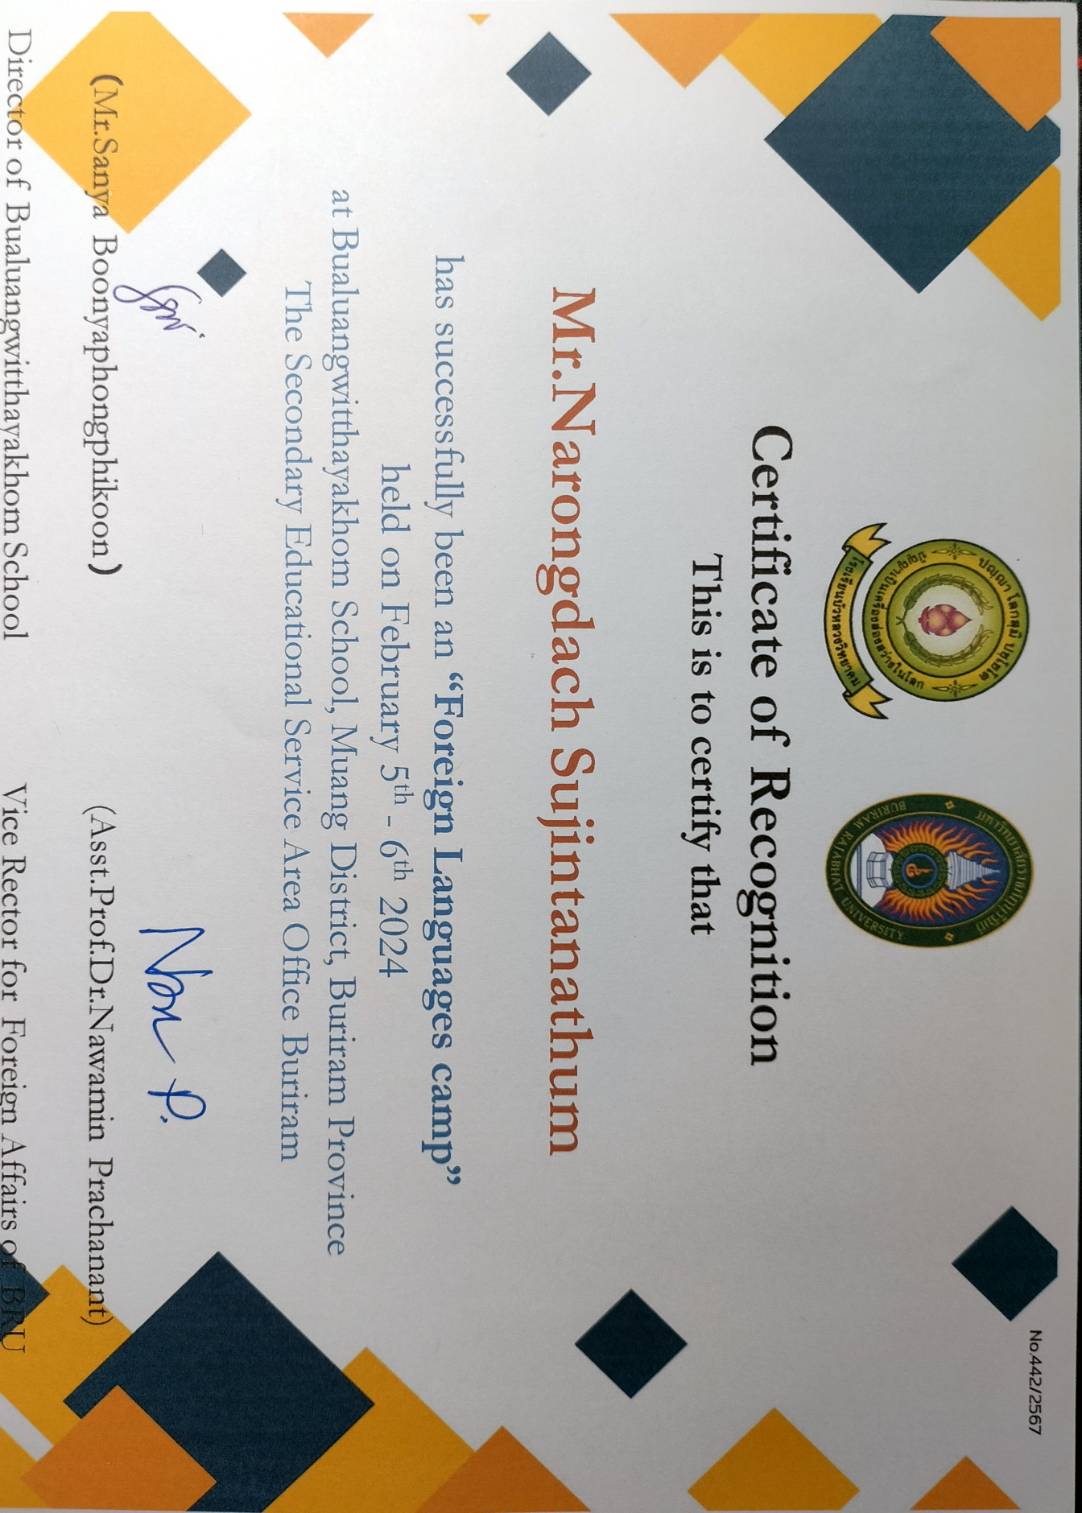 No.442/2567
ปญฺญา โลกสฺมิ ปชฺโชโต
ปัญญาเป็นเครื่องส่องสว่างในโลก
โรงเรียนบัวหลวงวิทยาคม
มหาวิทยาลัยราชภัฏบุรีรัมย์
BURIRAM RAJABHAT UNIVERSITY
Certificate of Recognition
This is to certify that
Mr.Narongdach Sujintanathum
has successfully been an “Foreign Languages camp”
held on February 5th - 6th 2024
at Bualuangwitthayakhom School, Muang District, Buriram Province
The Secondary Educational Service Area Office Buriram
Non P.
(Mr.Sanya Boonyaphongphikoon)
(Asst.Prof.Dr.Nawamin Prachanant)
Director of Bualuangwitthayakhom School
Vice Rector for Foreign Affairs of BRU